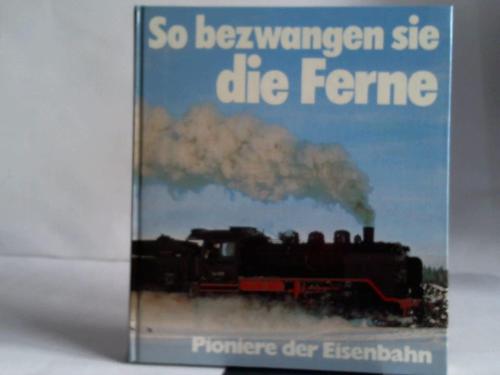 So bezwangen sie
die Ferne
Pioniere der Eisenbahn